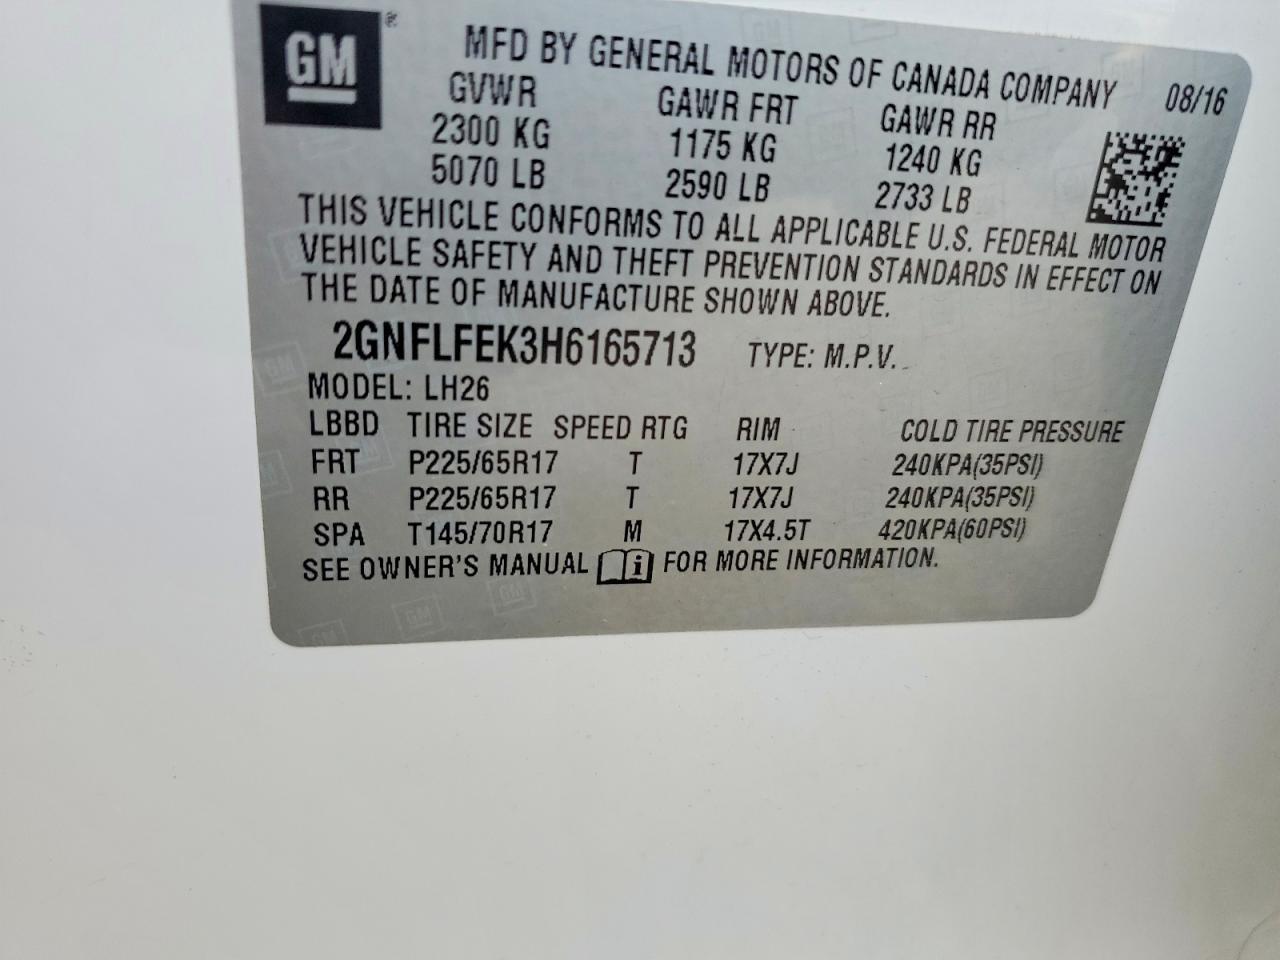 GM ®
MFD BY GENERAL MOTORS OF CANADA COMPANY 08/16
GVWR GAWR FRT GAWR RR
2300 KG 1175 KG 1240 KG
5070 LB 2590 LB 2733 LB
THIS VEHICLE CONFORMS TO ALL APPLICABLE U.S. FEDERAL MOTOR
VEHICLE SAFETY AND THEFT PREVENTION STANDARDS IN EFFECT ON
THE DATE OF MANUFACTURE SHOWN ABOVE.
2GNFLFEK3H6165713 TYPE: M.P.V.
MODEL: LH26
LBBD TIRE SIZE SPEED RTG RIM COLD TIRE PRESSURE
FRT P225/65R17 T 17X7J 240KPA(35PSI)
RR P225/65R17 T 17X7J 240KPA(35PSI)
SPA T145/70R17 M 17X4.5T 420KPA(60PSI)
SEE OWNER'S MANUAL i FOR MORE INFORMATION.